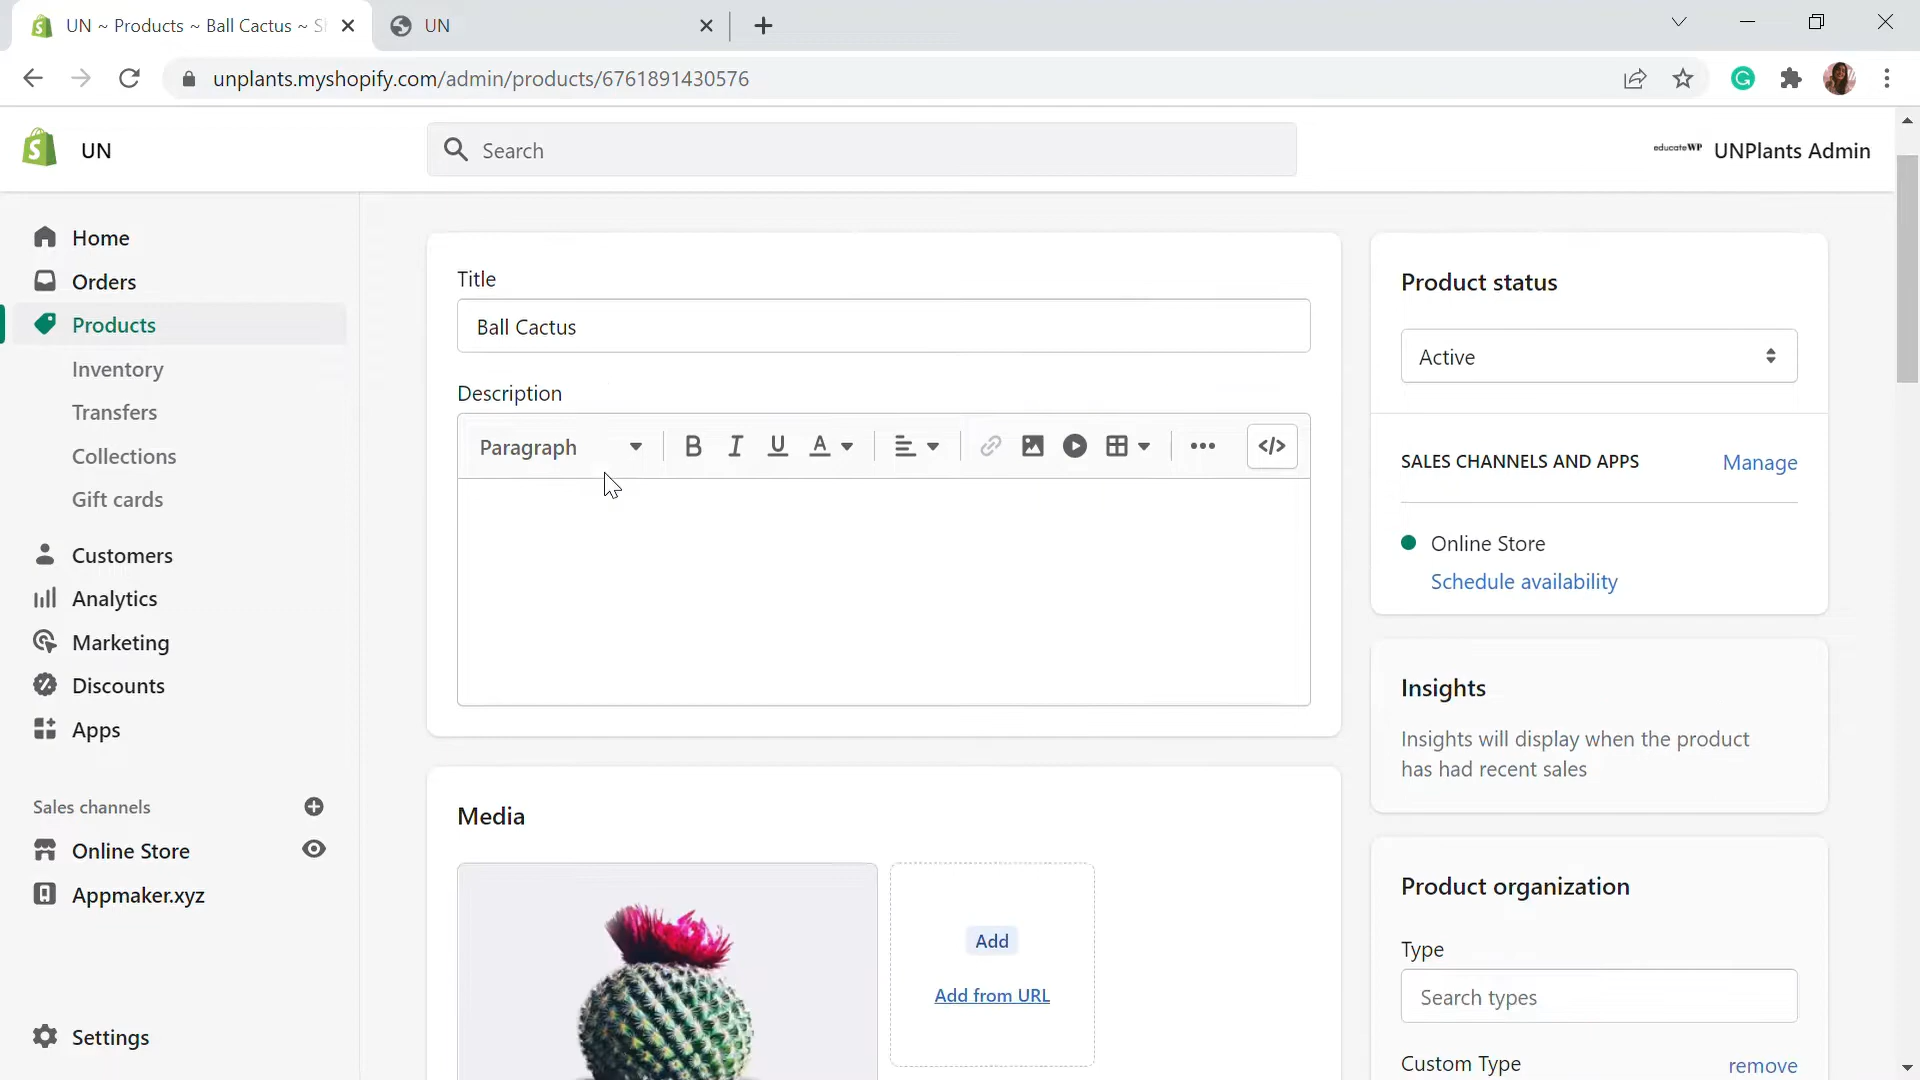 UN ~ Products ~ Ball Cactus ~ S
UN
unplants.myshopify.com/admin/products/6761891430576
UN
Search
educateWP
UNPlants Admin
Home
Orders
Products
Inventory
Transfers
Collections
Gift cards
Customers
Analytics
Marketing
Discounts
Apps
Sales channels
Online Store
Appmaker.xyz
Settings
Title
Ball Cactus
Description
Paragraph
B I U A
Media
Add
Add from URL
Product status
Active
SALES CHANNELS AND APPS
Manage
Online Store
Schedule availability
Insights
Insights will display when the product
has had recent sales
Product organization
Type
Search types
Custom Type
remove